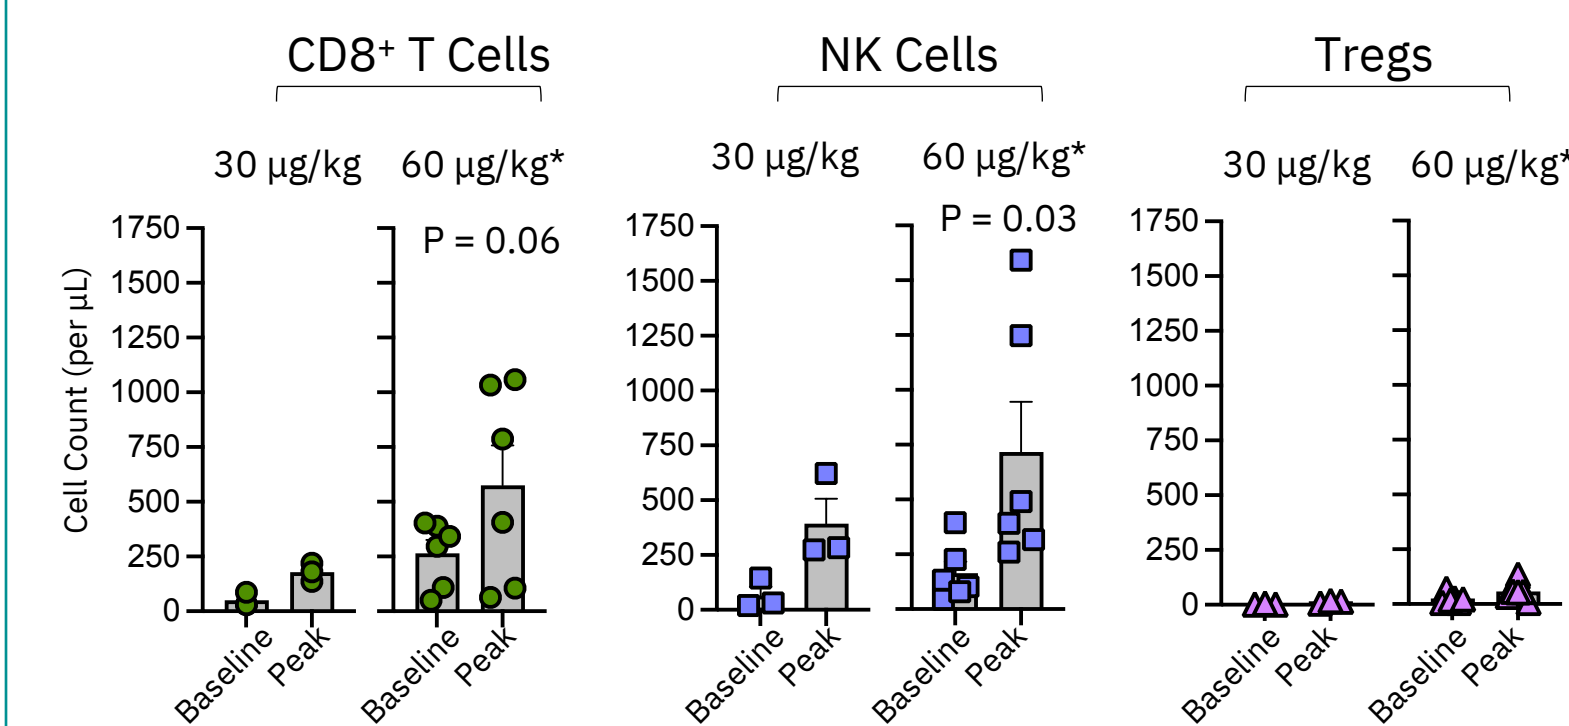 CD8⁺ T Cells
30 µg/kg
60 µg/kg*
P = 0.06
Cell Count (per µL)
1750
1500
1250
1000
750
500
250
0
Baseline
Peak
Baseline
Peak
NK Cells
30 µg/kg
60 µg/kg*
P = 0.03
1750
1500
1250
1000
750
500
250
0
Baseline
Peak
Baseline
Peak
Tregs
30 µg/kg
60 µg/kg*
1750
1500
1250
1000
750
500
250
0
Baseline
Peak
Baseline
Peak